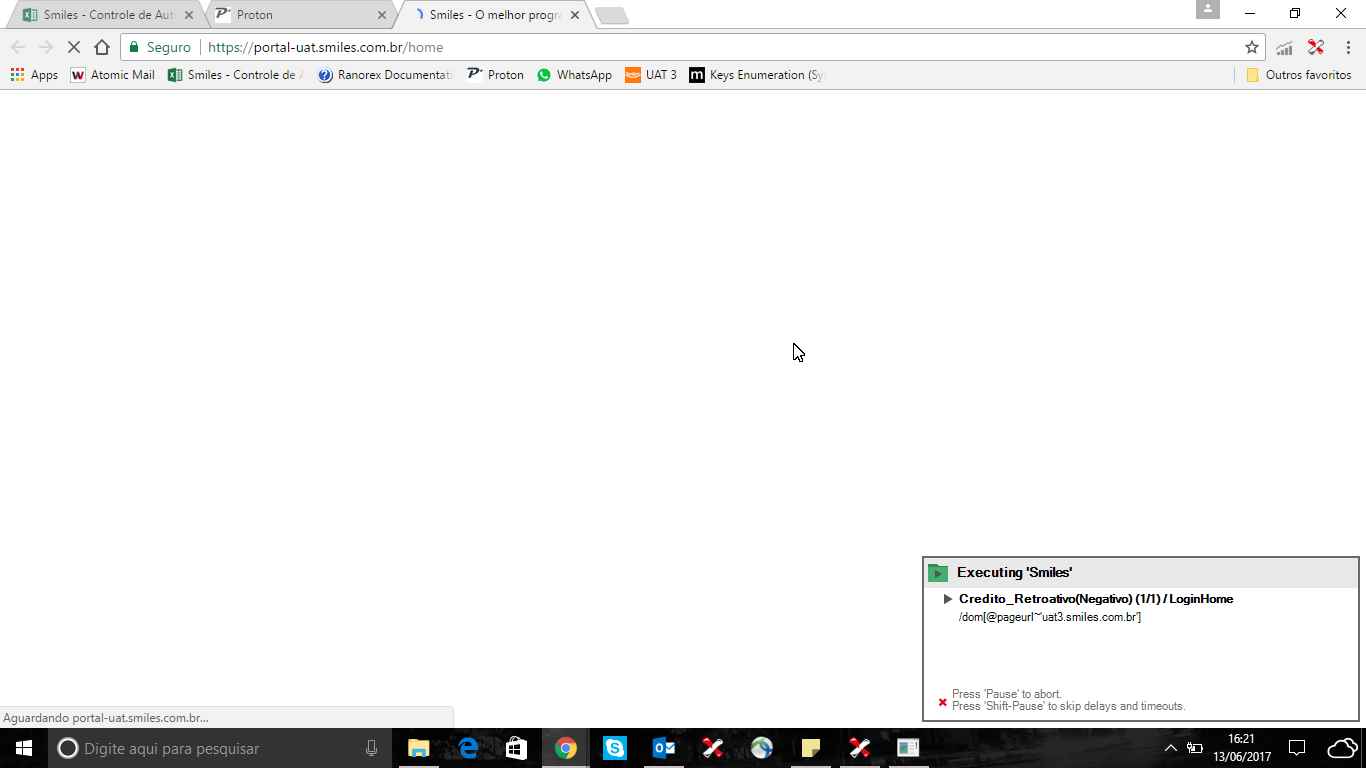 Smiles - Controle de Aut
Proton
Smiles - O melhor progr
Seguro
https://portal-uat.smiles.com.br/home
Apps
Atomic Mail
Smiles - Controle de A
Ranorex Documentati
Proton
WhatsApp
UAT 3
Keys Enumeration (Sy
Outros favoritos
Executing 'Smiles'
Credito_Retroativo(Negativo) (1/1) / LoginHome
/dom[@pageurl~'uat3.smiles.com.br']
Press 'Pause' to abort.
Press 'Shift-Pause' to skip delays and timeouts.
Aguardando portal-uat.smiles.com.br...
Digite aqui para pesquisar
16:21
13/06/2017